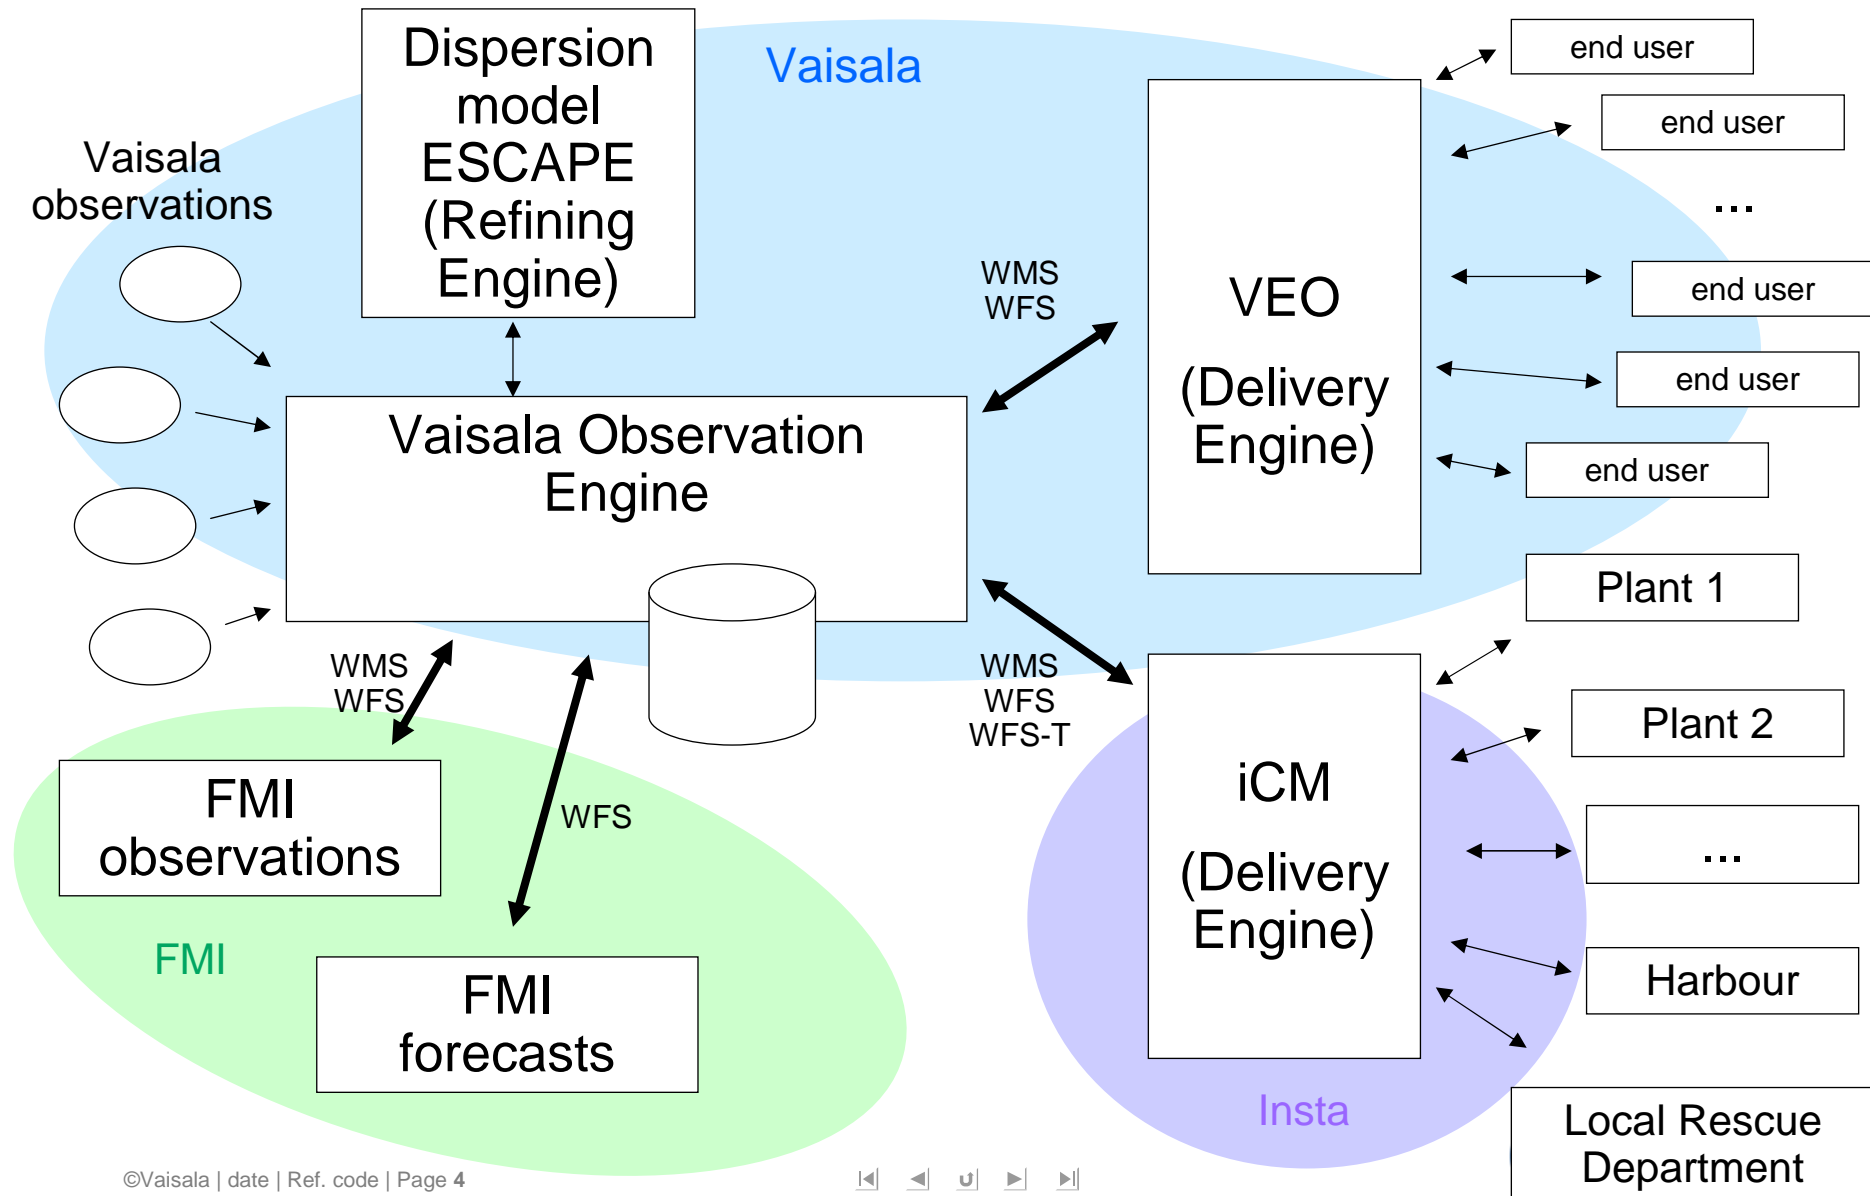 Dispersion
model
ESCAPE
(Refining
Engine)
Vaisala
Vaisala
observations
WMS
WFS
VEO
(Delivery
Engine)
end user
end user
...
end user
end user
end user
Vaisala Observation
Engine
WMS
WFS
WFS
WMS
WFS
WFS-T
FMI
observations
FMI
FMI
forecasts
iCM
(Delivery
Engine)
Insta
Plant 1
Plant 2
...
Harbour
Local Rescue
Department
©Vaisala | date | Ref. code | Page 4